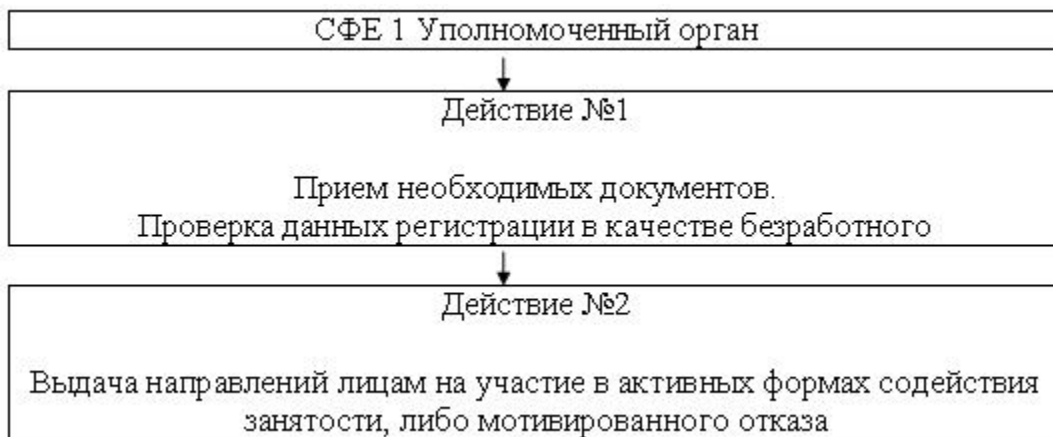 СФЕ 1 Уполномоченный орган
Действие №1
Прием необходимых документов.
Проверка данных регистрации в качестве безработного
Действие №2
Выдача направлений лицам на участие в активных формах содействия
занятости, либо мотивированного отказа